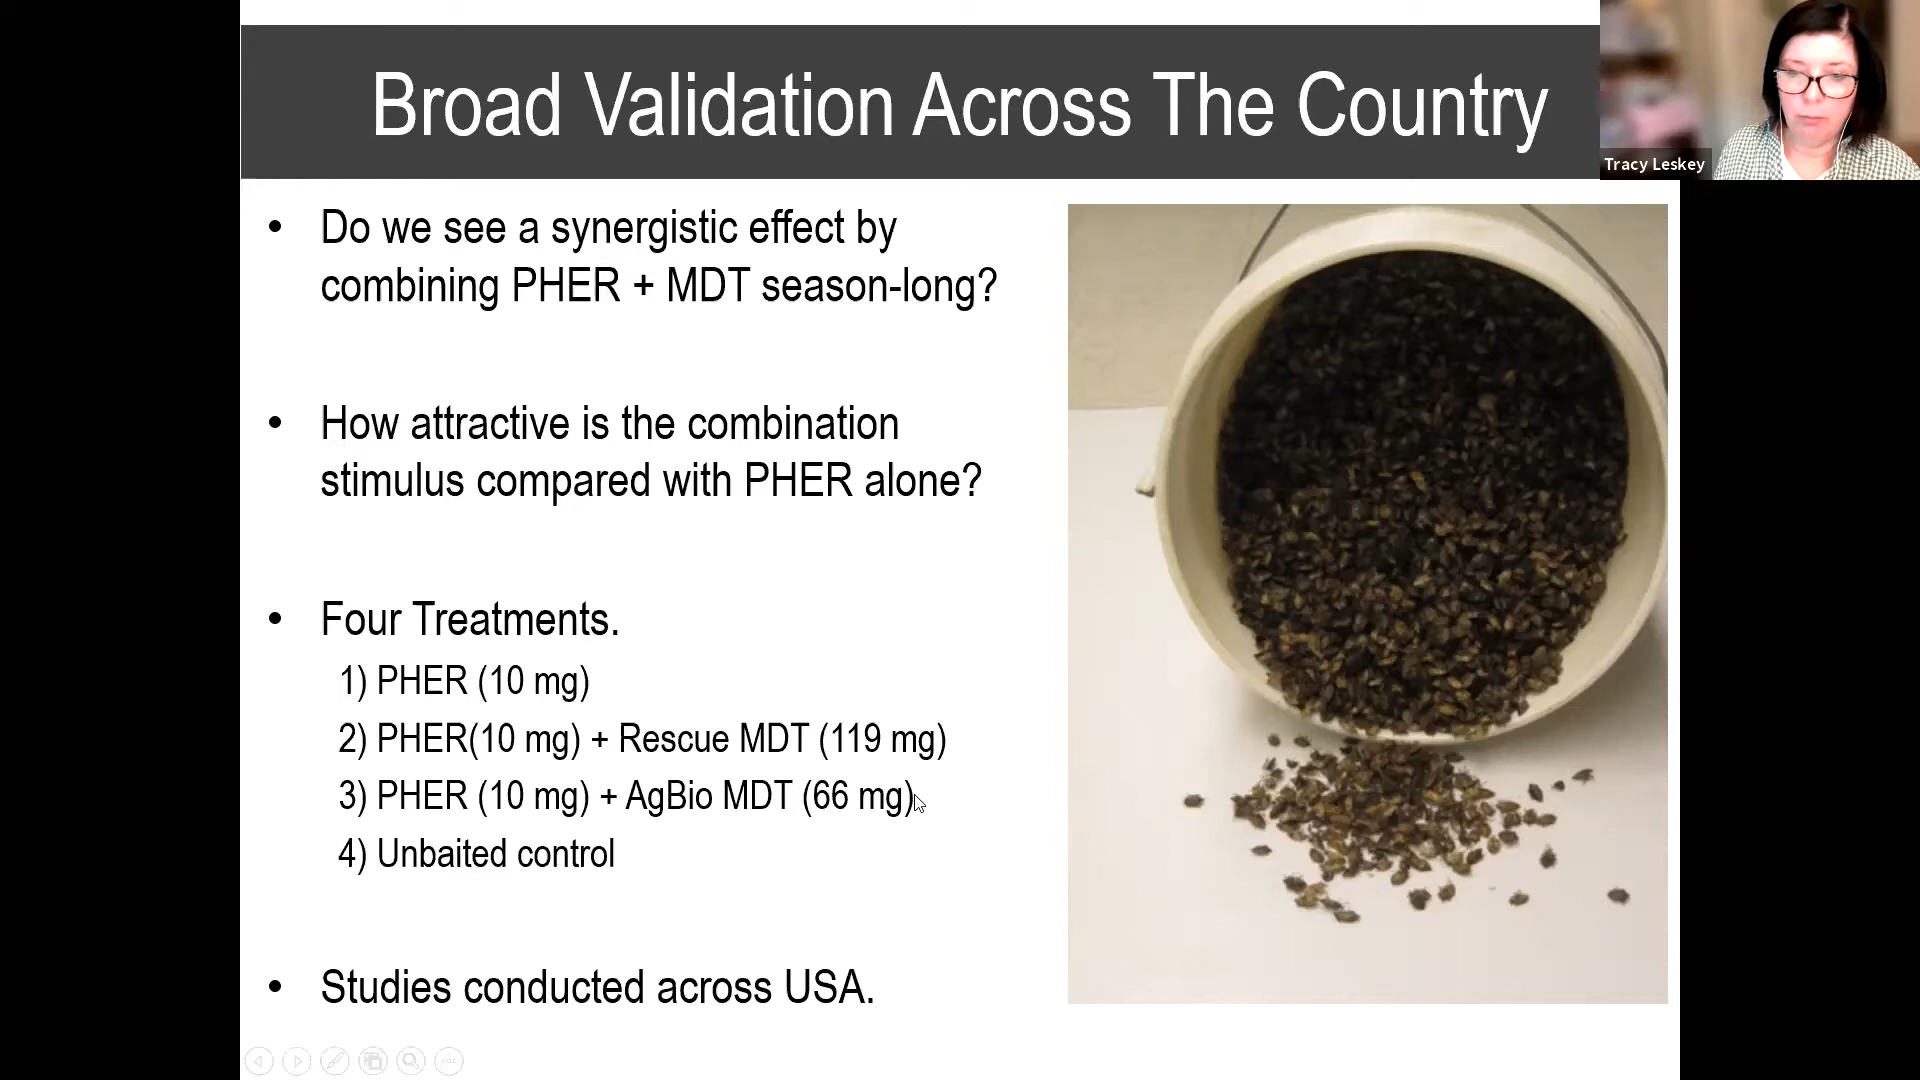 Broad Validation Across The Country
Tracy Leskey
• Do we see a synergistic effect by
combining PHER + MDT season-long?
• How attractive is the combination
stimulus compared with PHER alone?
• Four Treatments.
1) PHER (10 mg)
2) PHER(10 mg) + Rescue MDT (119 mg)
3) PHER (10 mg) + AgBio MDT (66 mg)
4) Unbaited control
• Studies conducted across USA.